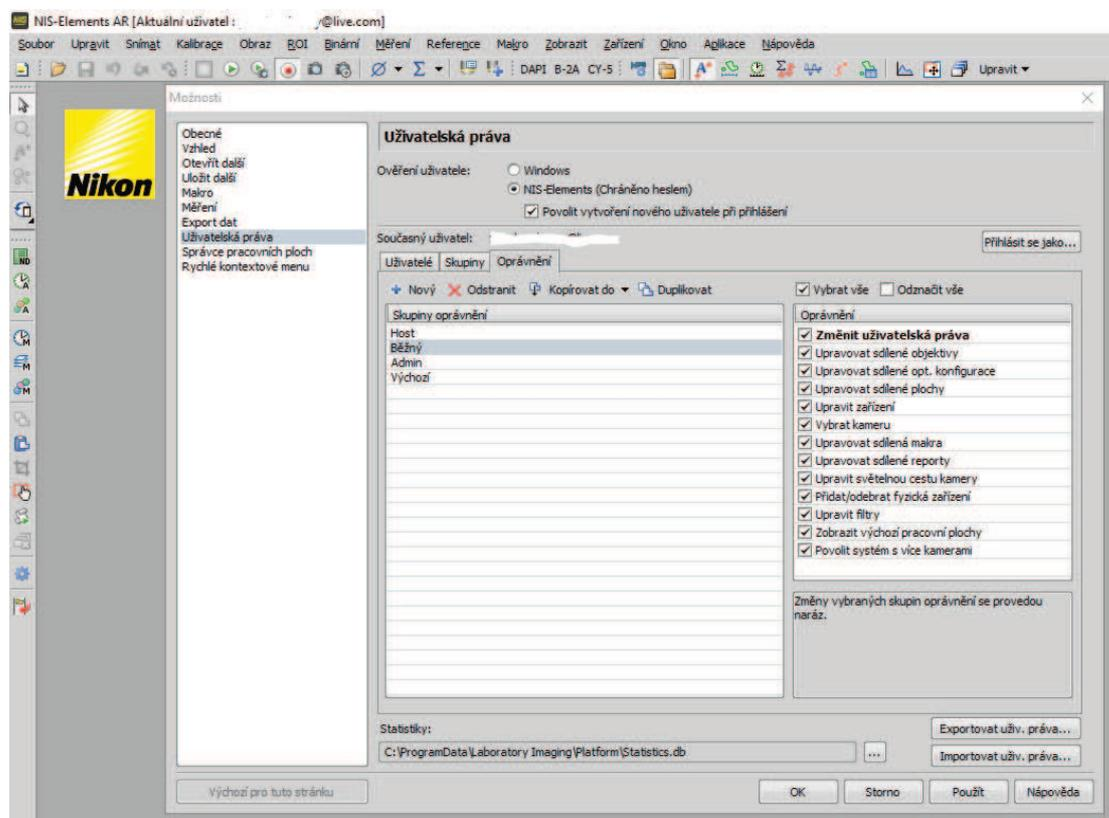 NIS-Elements AR [Aktuální uživatel : y@live.com]
Soubor Upravit Snímat Kalibrace Obraz ROI Binární Měření Reference Makro Zobrazit Zařízení Okno Aplikace Nápověda
DAPI B-2A CY-5 Upravit
Možnosti
Nikon
Obecné
Vzhled
Otevřít další
Uložit další
Makro
Měření
Export dat
Uživatelská práva
Správce pracovních ploch
Rychlé kontextové menu
Uživatelská práva
Ověření uživatele: Windows
NIS-Elements (Chráněno heslem)
Povolit vytvoření nového uživatele při přihlášení
Současný uživatel:
Přihlásit se jako...
Uživatelé Skupiny Oprávnění
Nový Odstranit Kopírovat do Duplikovat
Vybrat vše Odznačit vše
Skupiny oprávnění
Host
Běžný
Admin
Výchozí
Oprávnění
Změnit uživatelská práva
Upravovat sdílené objektivy
Upravovat sdílené opt. konfigurace
Upravovat sdílené plochy
Upravit zařízení
Vybrat kameru
Upravovat sdílená makra
Upravovat sdílené reporty
Upravit světelnou cestu kamery
Přidat/odebrat fyzická zařízení
Upravit filtry
Zobrazit výchozí pracovní plochy
Povolit systém s více kamerami
Změny vybraných skupin oprávnění se provedou
naráz.
Statistiky:
C:\ProgramData\Laboratory Imaging\Platform\Statistics.db
...
Exportovat uživ. práva...
Importovat uživ. práva...
Výchozí pro tuto stránku
OK Storno Použít Nápověda